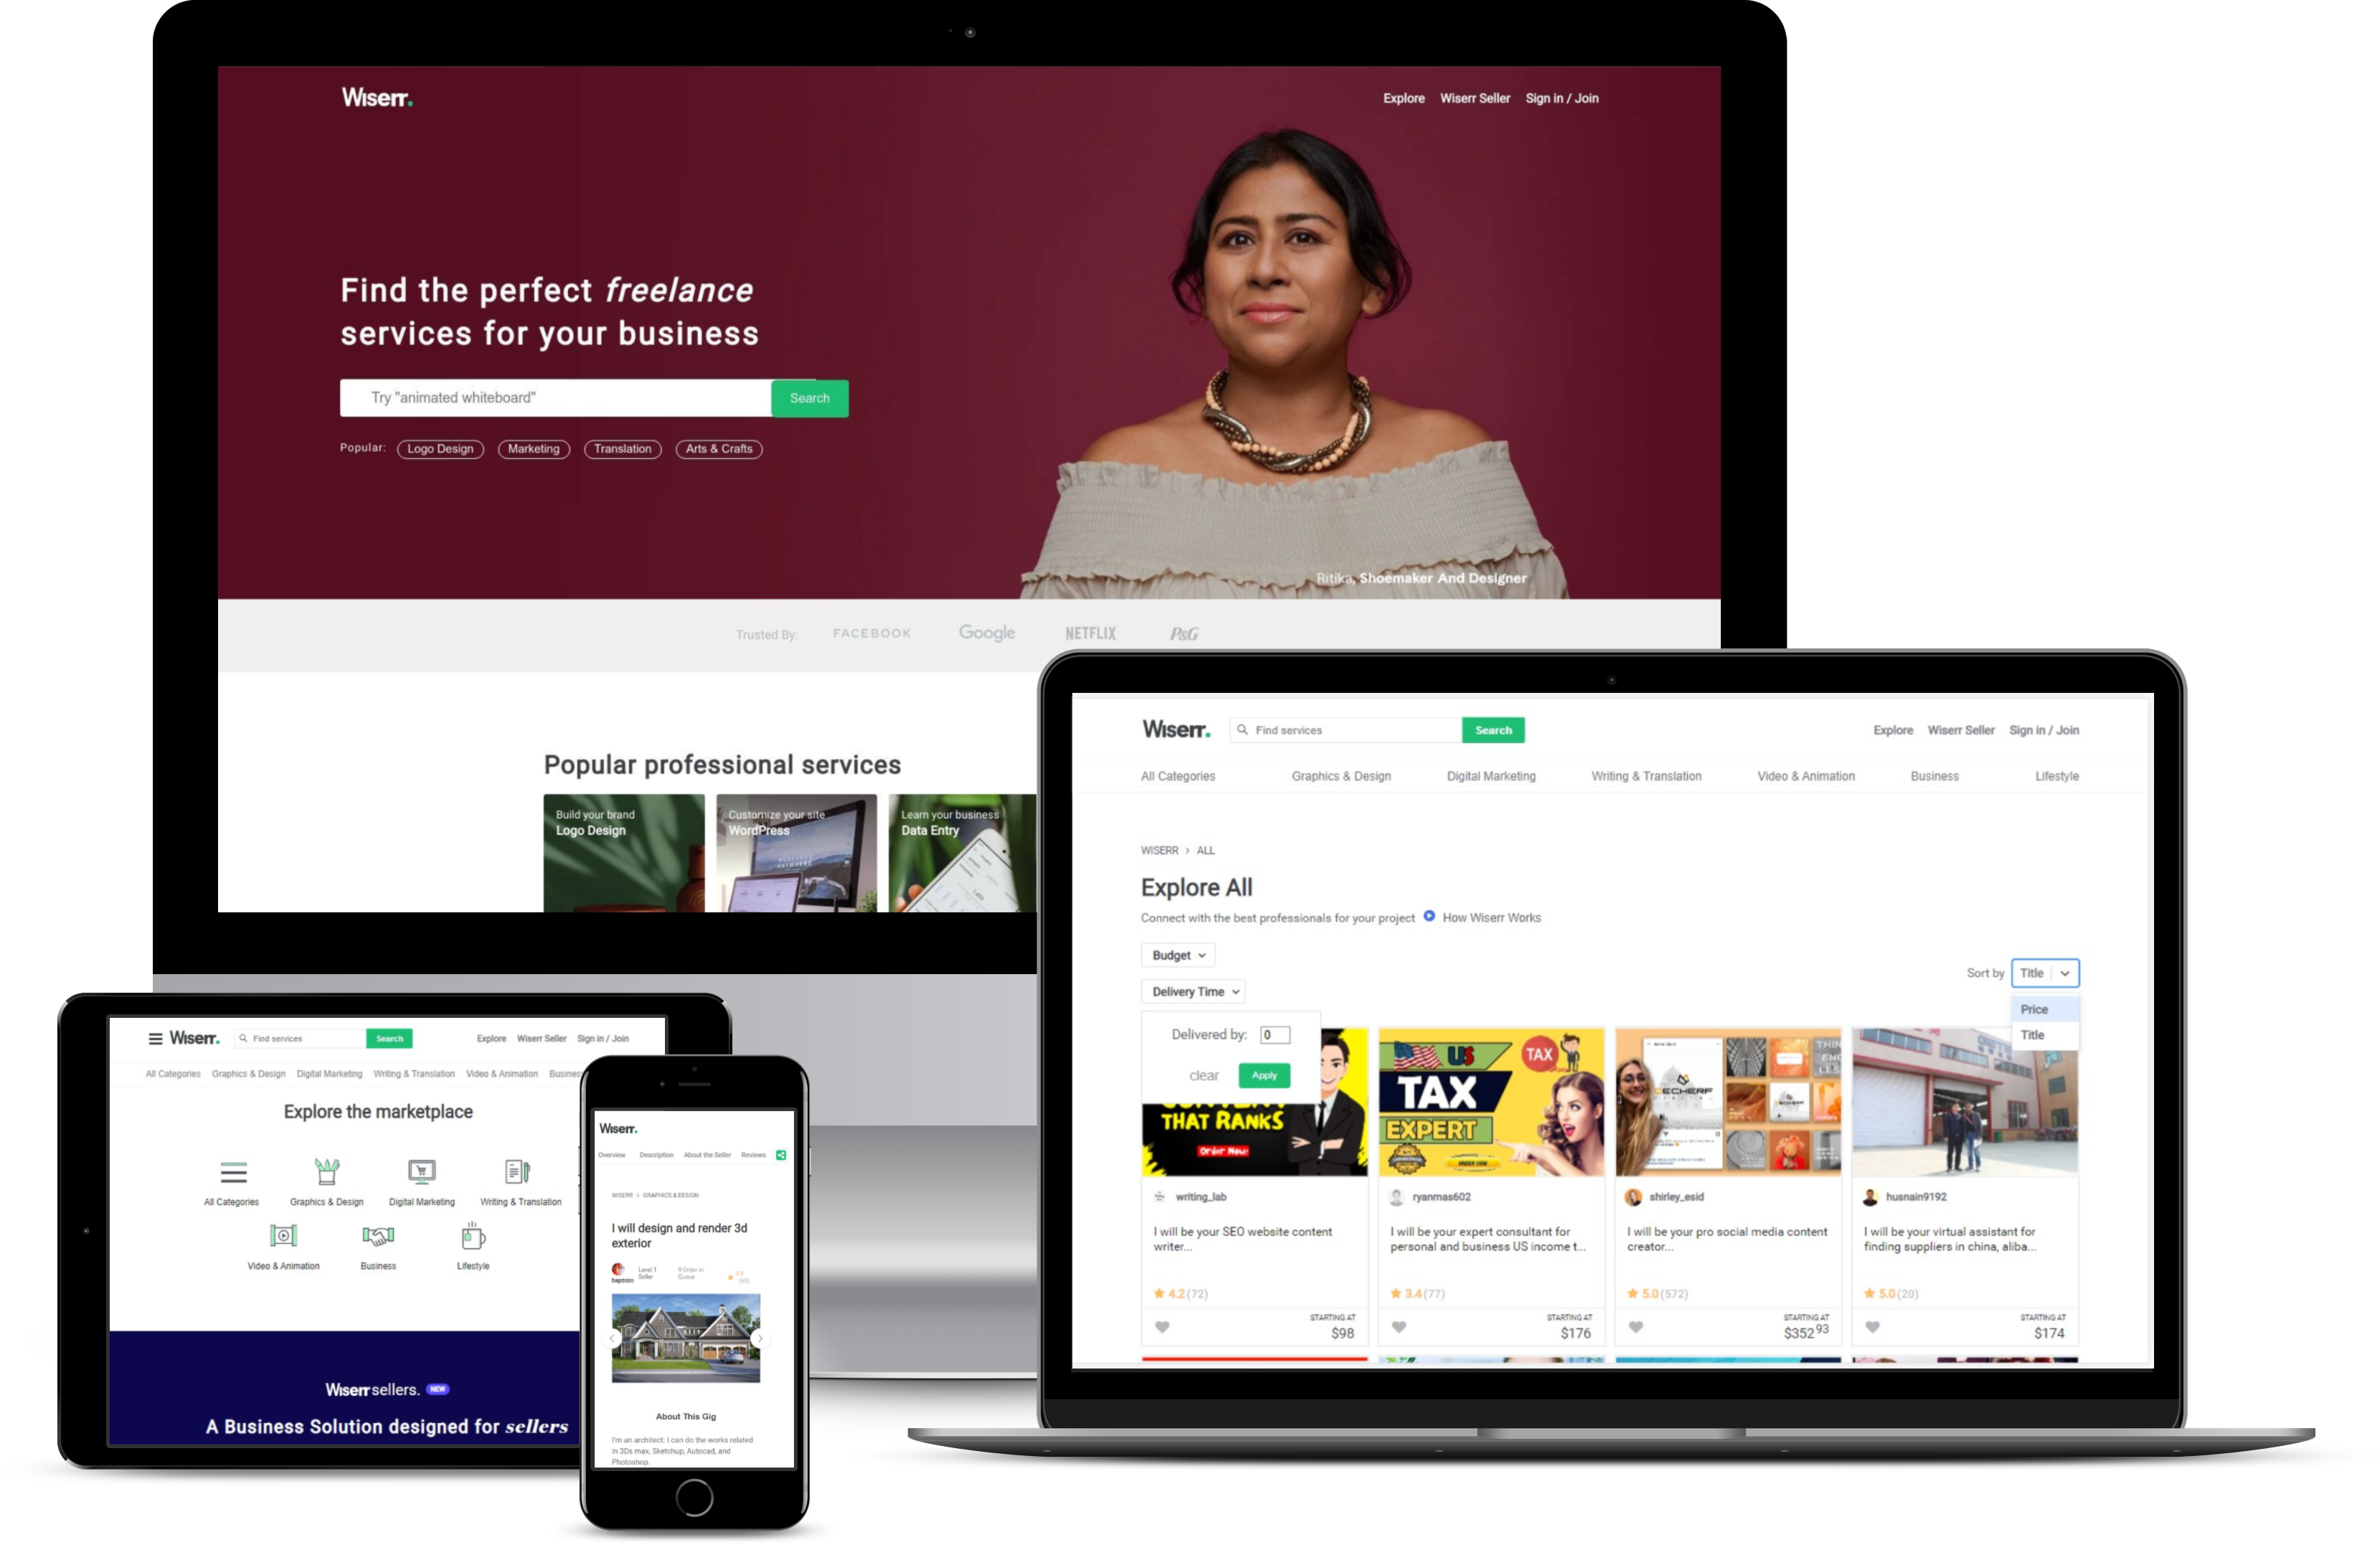 Wiserr.
Explore Wiserr Seller Sign in / Join
Find the perfect freelance
services for your business
Try "animated whiteboard" Search
Popular: Logo Design Marketing Translation Arts & Crafts
Ritika, Shoemaker And Designer
Trusted By: FACEBOOK Google NETFLIX P&G
Popular professional services
Build your brand
Logo Design
Customize your site
WordPress
Learn your business
Data Entry
Wiserr. Find services Search Explore Wiserr Seller Sign in / Join
All Categories Graphics & Design Digital Marketing Writing & Translation Video & Animation Business Lifestyle
WISERR > ALL
Explore All
Connect with the best professionals for your project How Wiserr Works
Budget
Sort by Title
Price
Title
Delivery Time
Delivered by: 0
clear Apply
THAT RANKS
Order Now
US TAX
TAX
EXPERT
ORDER NOW
writing_lab
I will be your SEO website content
writer...
4.2 (72)
STARTING AT
$98
ryanmas602
I will be your expert consultant for
personal and business US income t...
3.4 (77)
STARTING AT
$176
shirley_esid
I will be your pro social media content
creator...
5.0 (572)
STARTING AT
$352 93
husnain9192
I will be your virtual assistant for
finding suppliers in china, aliba...
5.0 (20)
STARTING AT
$174
Wiserr. Find services Search Explore Wiserr Seller Sign in / Join
All Categories Graphics & Design Digital Marketing Writing & Translation Video & Animation
Explore the marketplace
All Categories Graphics & Design Digital Marketing Writing & Translation
Video & Animation Business Lifestyle
Wiserr sellers. NEW
A Business Solution designed for sellers
Wiserr.
Overview Description About the Seller Reviews
WISERR > GRAPHICS & DESIGN
I will design and render 3d
exterior
Level 1
Seller
9 Order in
Queue
About This Gig
I'm an architect. I can do the works related
in 3Ds max, Sketchup, Autocad, and
Photoshop.